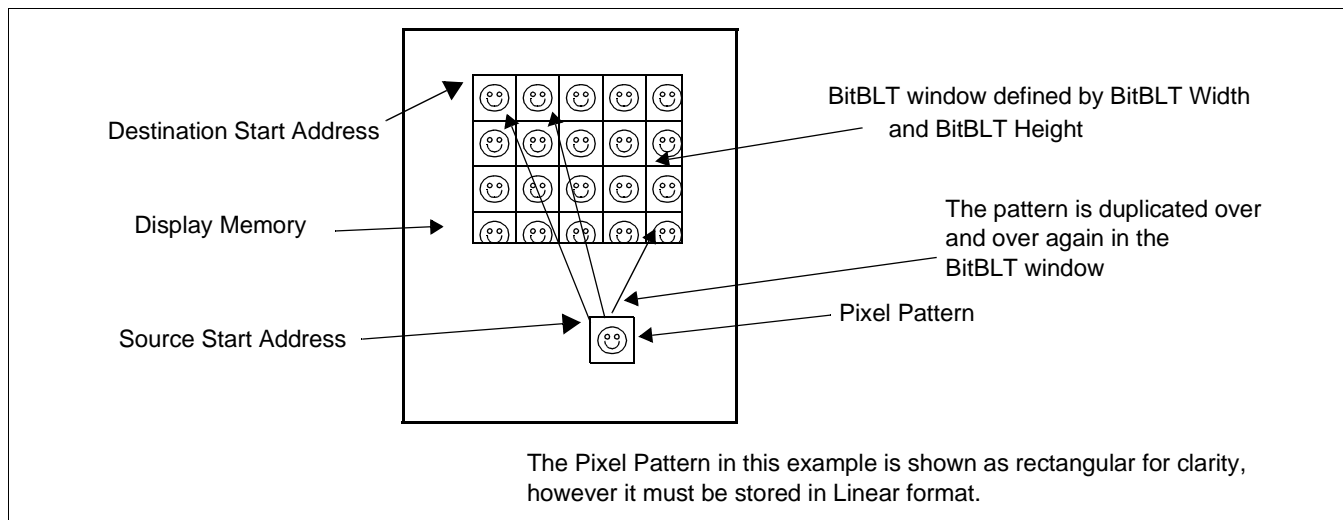 Destination Start Address
Display Memory
Source Start Address
BitBLT window defined by BitBLT Width
and BitBLT Height
The pattern is duplicated over
and over again in the
BitBLT window
Pixel Pattern
The Pixel Pattern in this example is shown as rectangular for clarity,
however it must be stored in Linear format.